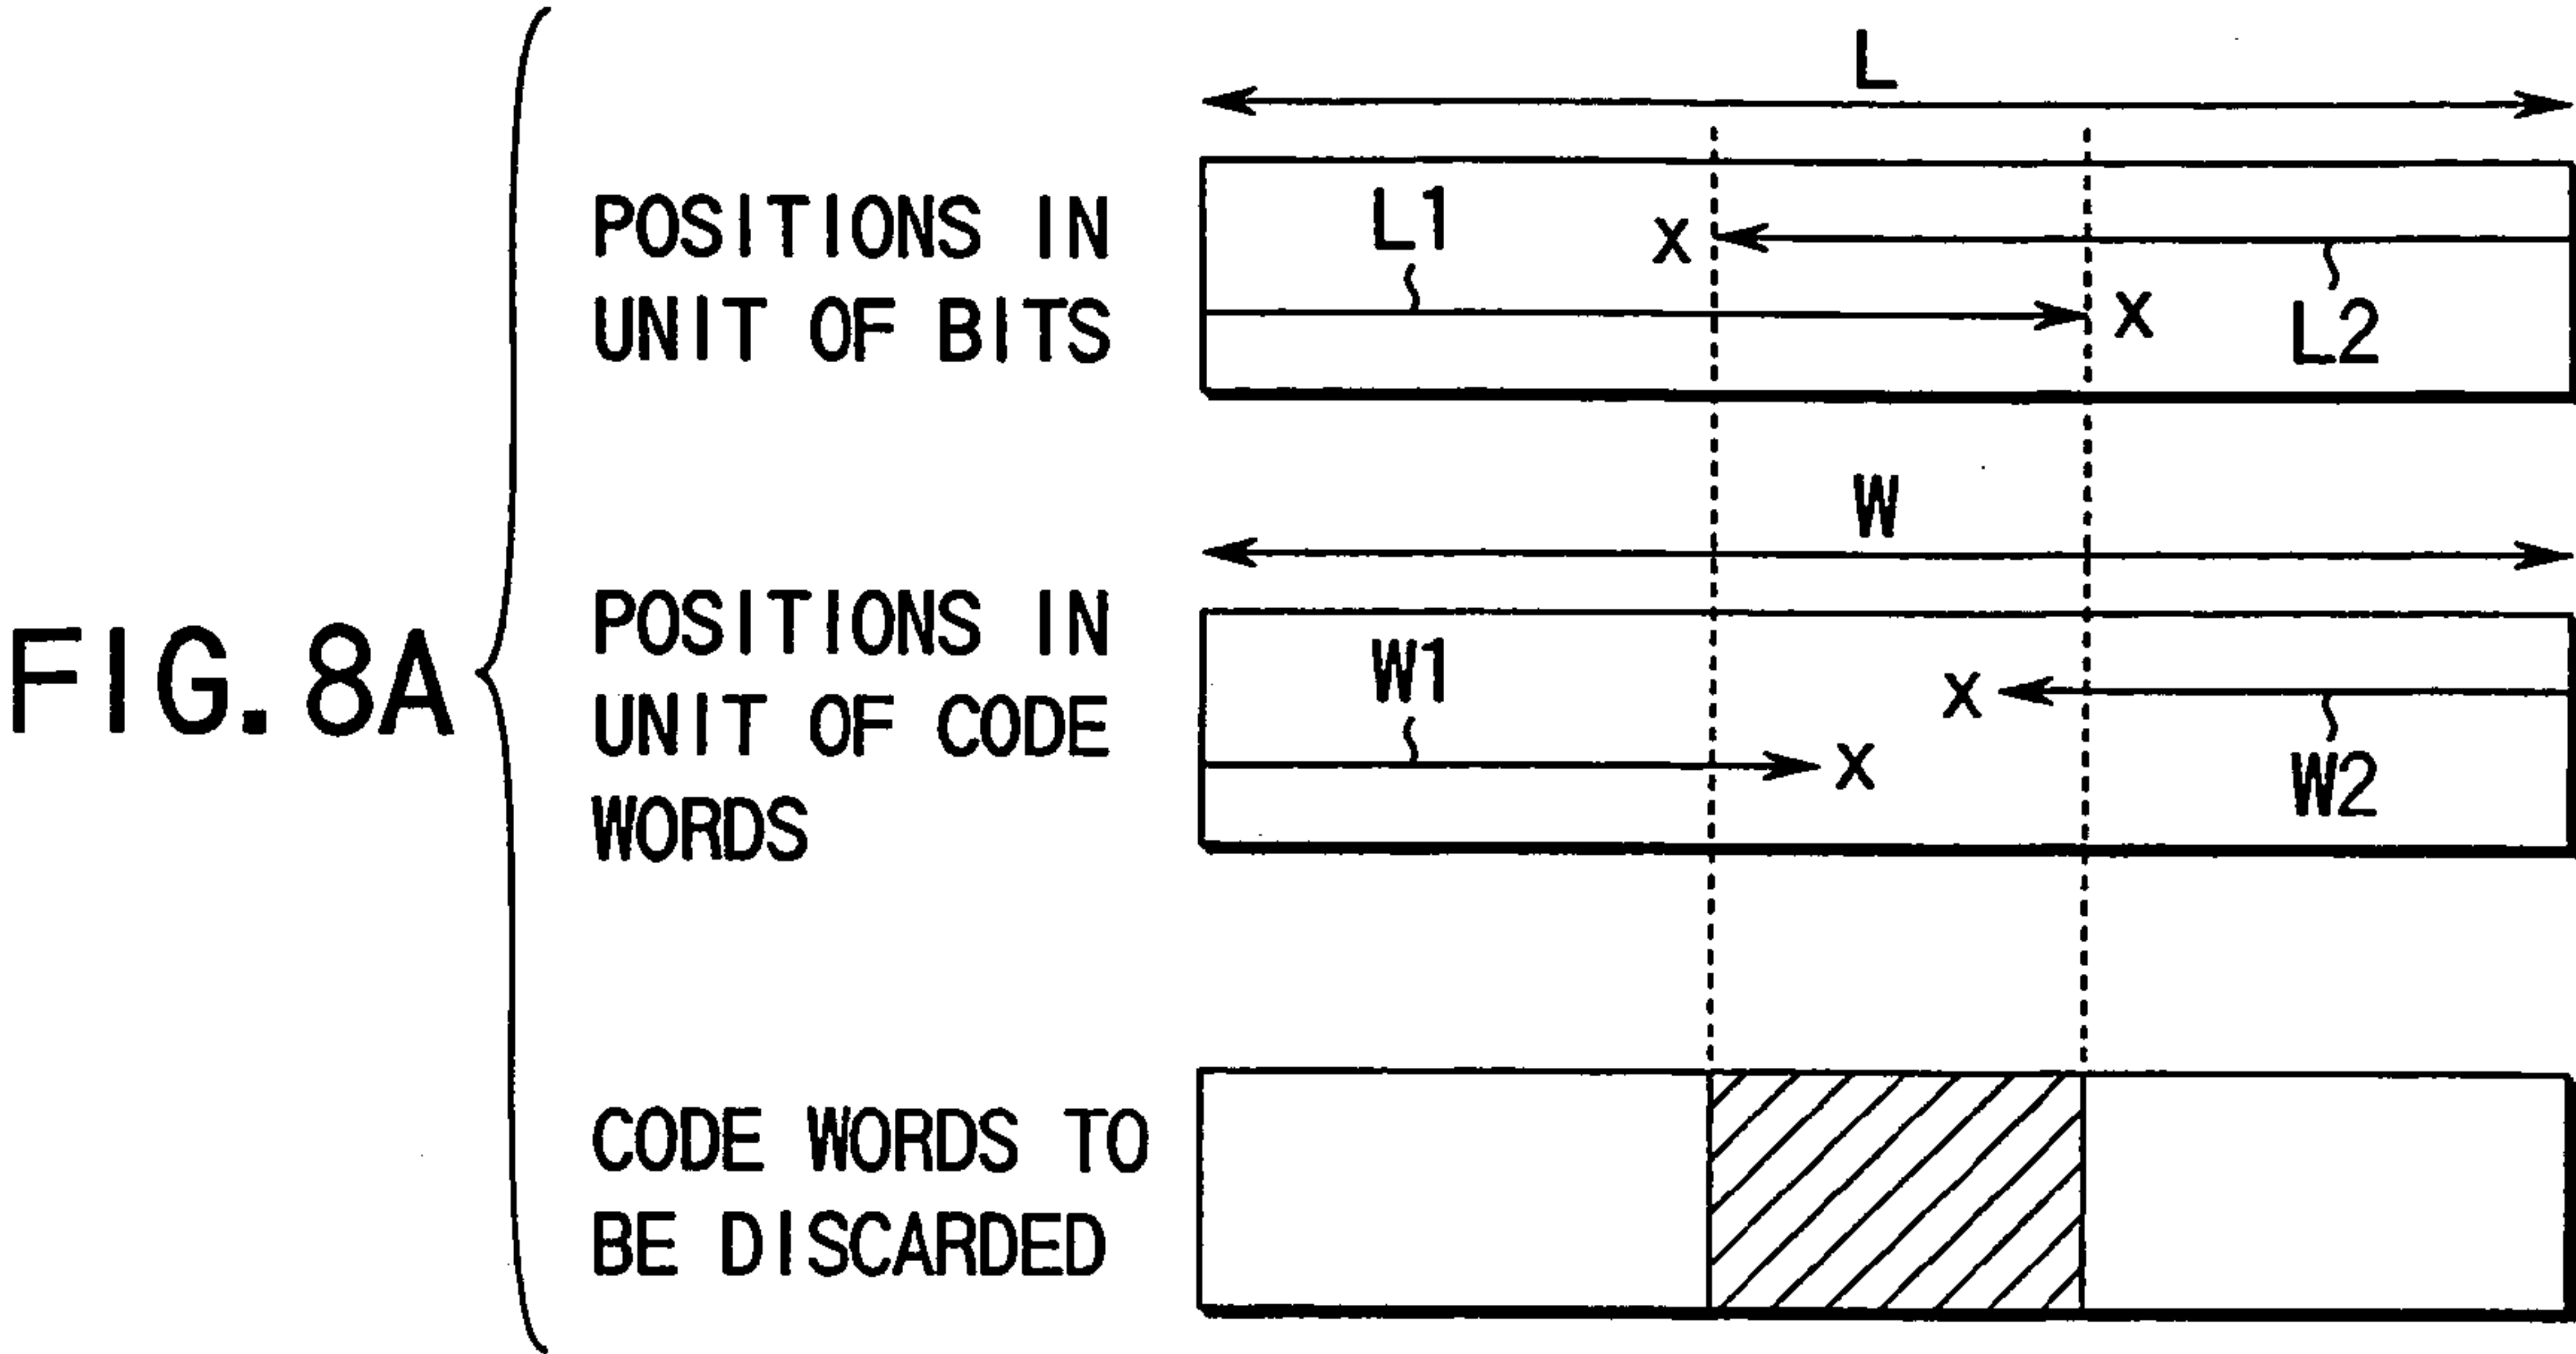 FIG. 8A
POSITIONS IN
UNIT OF BITS
L
L1
X
X
L2
POSITIONS IN
UNIT OF CODE
WORDS
W
W1
X
X
W2
CODE WORDS TO
BE DISCARDED